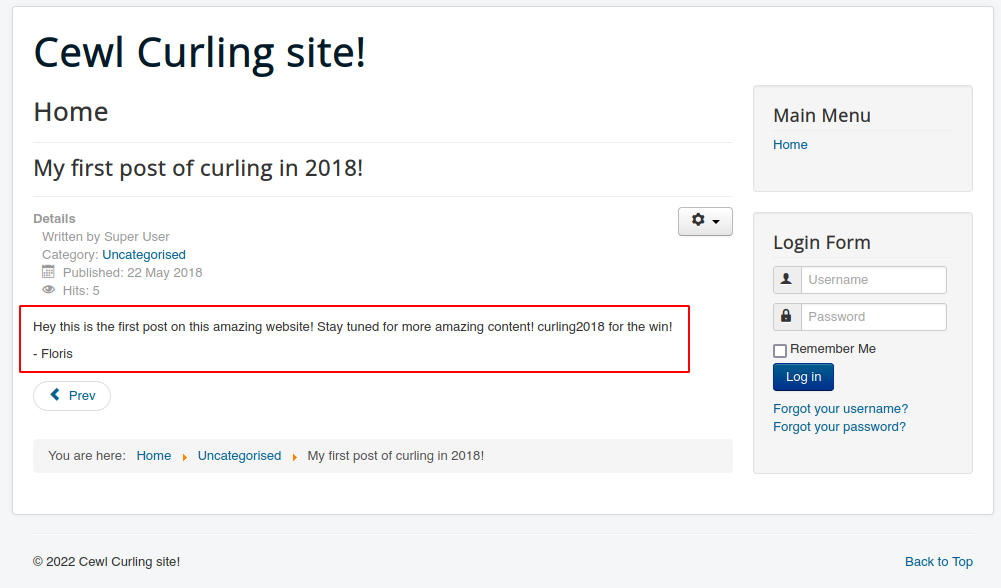 Cewl Curling site!
Home
My first post of curling in 2018!
Details
Written by Super User
Category: Uncategorised
Published: 22 May 2018
Hits: 5
Hey this is the first post on this amazing website! Stay tuned for more amazing content! curling2018 for the win!
- Floris
Prev
You are here: Home Uncategorised My first post of curling in 2018!
Main Menu
Home
Login Form
Username
Password
Remember Me
Log in
Forgot your username?
Forgot your password?
© 2022 Cewl Curling site!
Back to Top